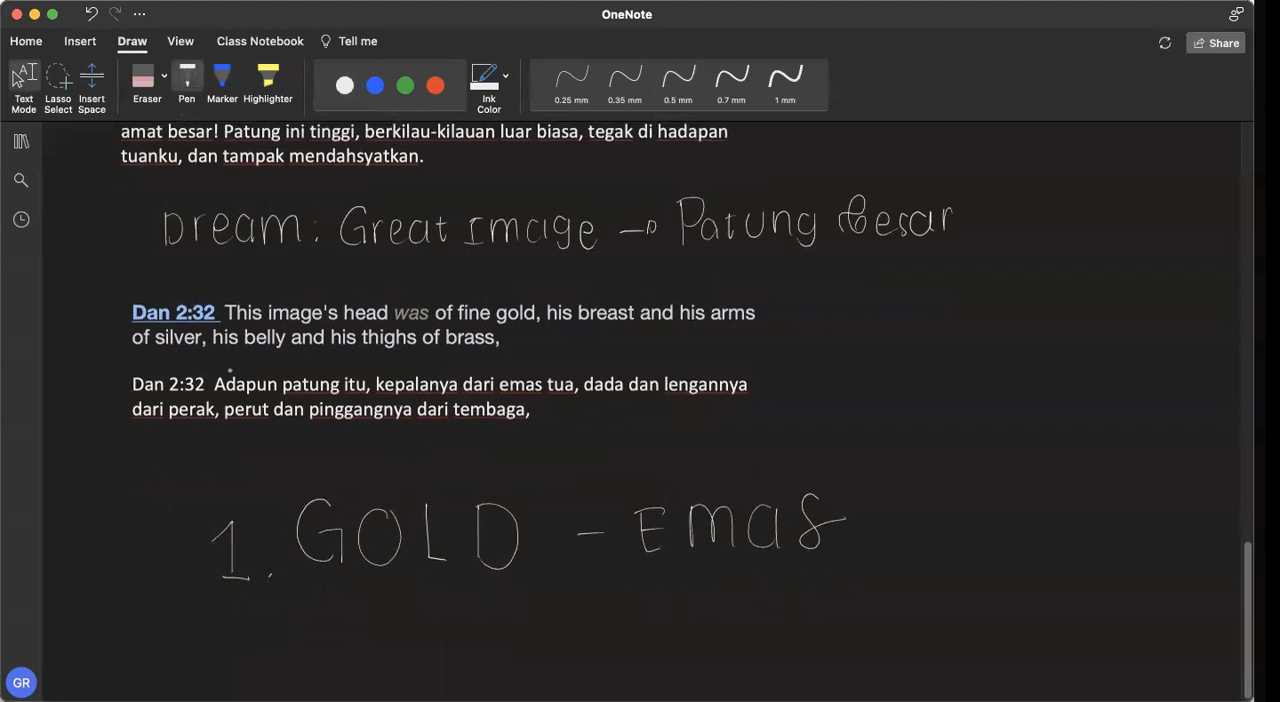 OneNote
Home Insert Draw View Class Notebook Tell me
Share
Text Mode
Lasso Select
Insert Space
Eraser
Pen
Marker
Highlighter
Ink Color
0.25 mm 0.35 mm 0.5 mm 0.7 mm 1 mm
amat besar! Patung ini tinggi, berkilau-kilauan luar biasa, tegak di hadapan
tuanku, dan tampak mendahsyatkan.
Dream: Great Image → Patung Besar
Dan 2:32 This image's head was of fine gold, his breast and his arms
of silver, his belly and his thighs of brass,
Dan 2:32 Adapun patung itu, kepalanya dari emas tua, dada dan lengannya
dari perak, perut dan pinggangnya dari tembaga,
1. GOLD - EMAS
GR